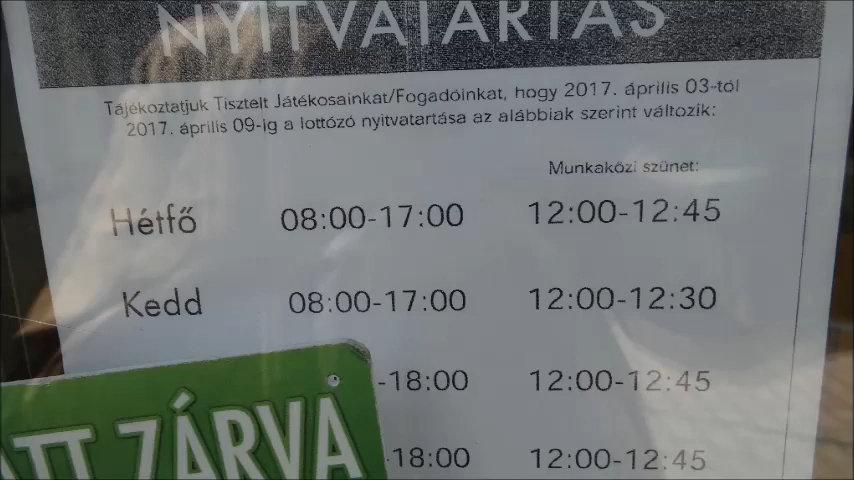 NYITVATARTÁS
Tájékoztatjuk Tisztelt Játékosainkat/Fogadóinkat, hogy 2017. április 03-tól
2017. április 09-ig a lottózó nyitvatartása az alábbiak szerint változik:
Munkaközi szünet:
Hétfő 08:00-17:00 12:00-12:45
Kedd 08:00-17:00 12:00-12:30
-18:00 12:00-12:45
-18:00 12:00-12:45
ATT ZÁRVA